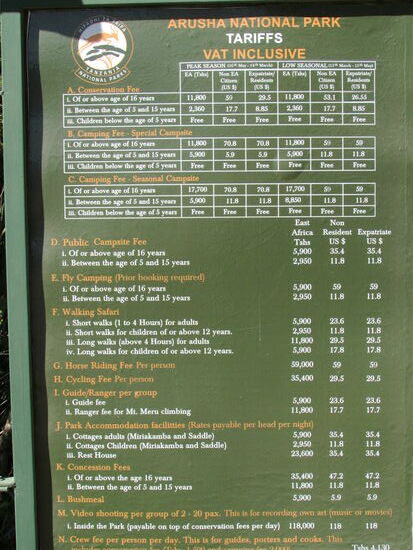 TANZANIA
NATIONAL PARKS
ARUSHA NATIONAL PARK
TARIFFS
VAT INCLUSIVE
PEAK SEASON LOW SEASONAL
EA (Tshs) Non EA Citizen (US $) Expatriate/ Residents (US $) EA (Tshs) Non EA Citizen (US $) Expatriate/ Residents (US $)
A. Conservation Fee
i. Of or above age of 16 years 11,800 59 29.5 11,800 53.1 26.55
ii. Between the age of 5 and 15 years 2,360 17.7 8.85 2,360 17.7 8.85
iii. Children below the age of 5 years Free Free Free Free Free Free
B. Camping Fee - Special Campsite
i. Of or above age of 16 years 11,800 70.8 70.8 11,800 59 59
ii. Between the age of 5 and 15 years 5,900 5.9 5.9 5,900 11.8 11.8
iii. Children below the age of 5 years Free Free Free Free Free Free
C. Camping Fee - Seasonal Campsite
i. Of or above age of 16 years 17,700 70.8 70.8 17,700 59 59
ii. Between the age of 5 and 15 years 5,900 11.8 11.8 8,850 11.8 11.8
iii. Children below the age of 5 years Free Free Free Free Free Free
East Non
Africa Resident Expatriate
Tshs US $ US $
D. Public Campsite Fee
i. Of or above age of 16 years 5,900 35.4 35.4
ii. Between the age of 5 and 15 years 2,950 11.8 11.8
E. Fly Camping (Prior booking required)
i. Of or above age of 16 years 5,900 59 59
ii. Between the age of 5 and 15 years 2,950 11.8 11.8
F. Walking Safari
i. Short walks (1 to 4 Hours) for adults 5,900 23.6 23.6
ii. Short walks for children of or above 12 years. 2,950 11.8 11.8
iii. Long walks (above 4 Hours) for adults 11,800 29.5 29.5
iv. Long walks for children of or above 12 years. 5,900 17.8 17.8
G. Horse Riding Fee Per person 59,000 59 59
H. Cycling Fee Per person 35,400 29.5 29.5
I. Guide/Ranger per group
i. Guide fee 5,900 23.6 23.6
ii. Ranger fee for Mt. Meru climbing 11,800 17.7 17.7
J. Park Accommodation facilities (Rates payable per head per night)
i. Cottages adults (Miriakamba and Saddle) 5,900 35.4 35.4
ii. Cottages Children (Miriakamba and Saddle) 2,950 11.8 11.8
iii. Rest House 23,600 35.4 35.4
K. Concession Fees
i. Of or above the age of 16 years 35,400 47.2 47.2
ii. Between the age of 5 and 15 years 11,800 11.8 11.8
L. Bushmeal 5,900 5.9 5.9
M. Video shooting per group of 2 - 20 pax. This is for recording own art (music or movies)
i. Inside the Park (payable on top of conservation fees per day) 118,000 118 118
N. Crew fee per person per day. This is for guides, porters and cooks. This
Tshs 4,130